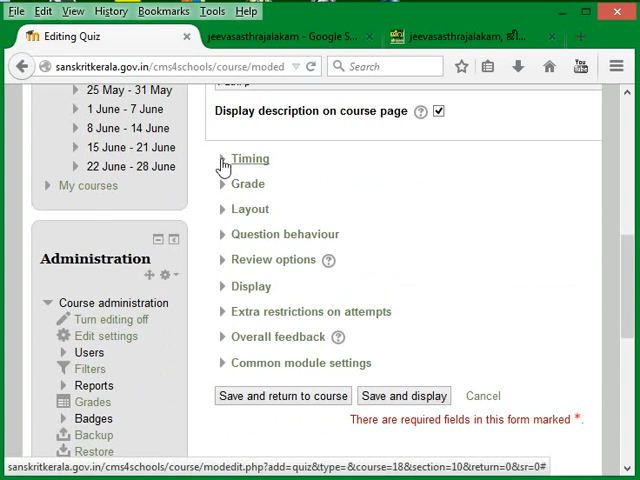 File Edit View History Bookmarks Tools Help
Editing Quiz
jeevasasthrajalakam - Google S...
jeevasasthrajalakam, ജീ...
sanskritkerala.gov.in/cms4schools/course/moded
Search
You
25 May - 31 May
1 June - 7 June
8 June - 14 June
15 June - 21 June
22 June - 28 June
My courses
Administration
Course administration
Turn editing off
Edit settings
Users
Filters
Reports
Grades
Badges
Backup
Restore
Display description on course page
Timing
Grade
Layout
Question behaviour
Review options
Display
Extra restrictions on attempts
Overall feedback
Common module settings
Save and return to course
Save and display
Cancel
There are required fields in this form marked *.
sanskritkerala.gov.in/cms4schools/course/modedit.php?add=quiz&type=&course=18&section=10&return=0&sr=0#